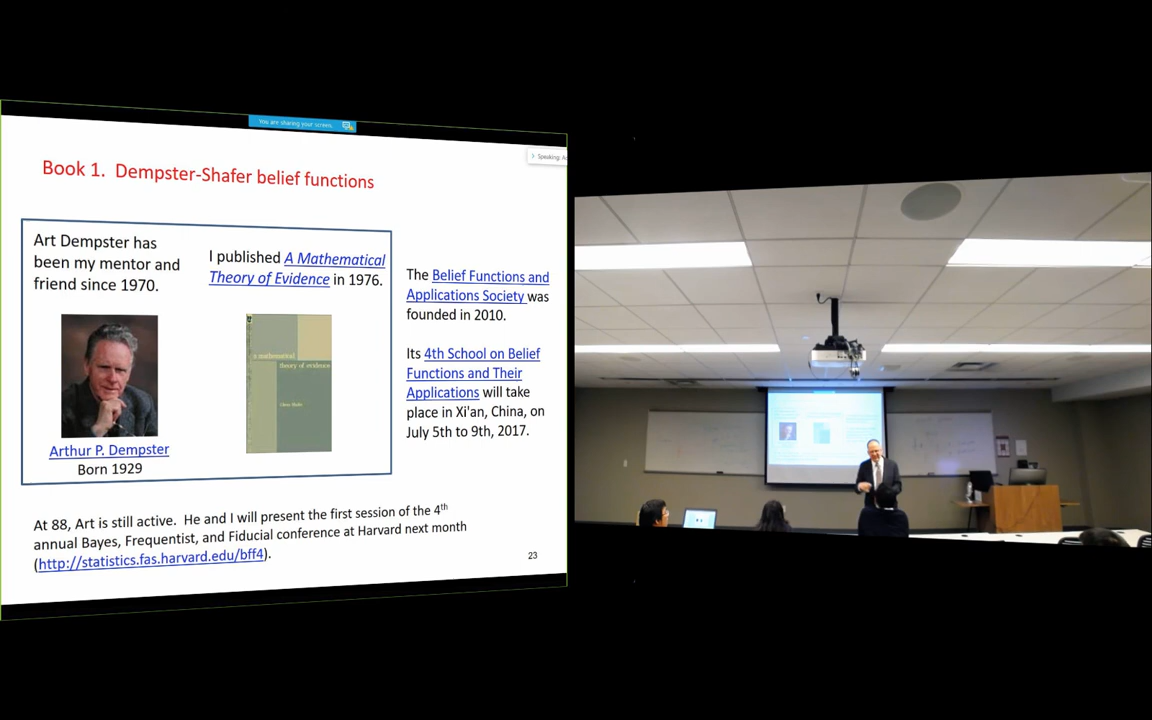 You are sharing your screen.
Speaking:
Book 1. Dempster-Shafer belief functions
Art Dempster has
been my mentor and
friend since 1970.
I published A Mathematical
Theory of Evidence in 1976.
a mathematical
theory of evidence
Arthur P. Dempster
Born 1929
The Belief Functions and
Applications Society was
founded in 2010.
Its 4th School on Belief
Functions and Their
Applications will take
place in Xi'an, China, on
July 5th to 9th, 2017.
At 88, Art is still active. He and I will present the first session of the 4th
annual Bayes, Frequentist, and Fiducial conference at Harvard next month
(http://statistics.fas.harvard.edu/bff4).
23